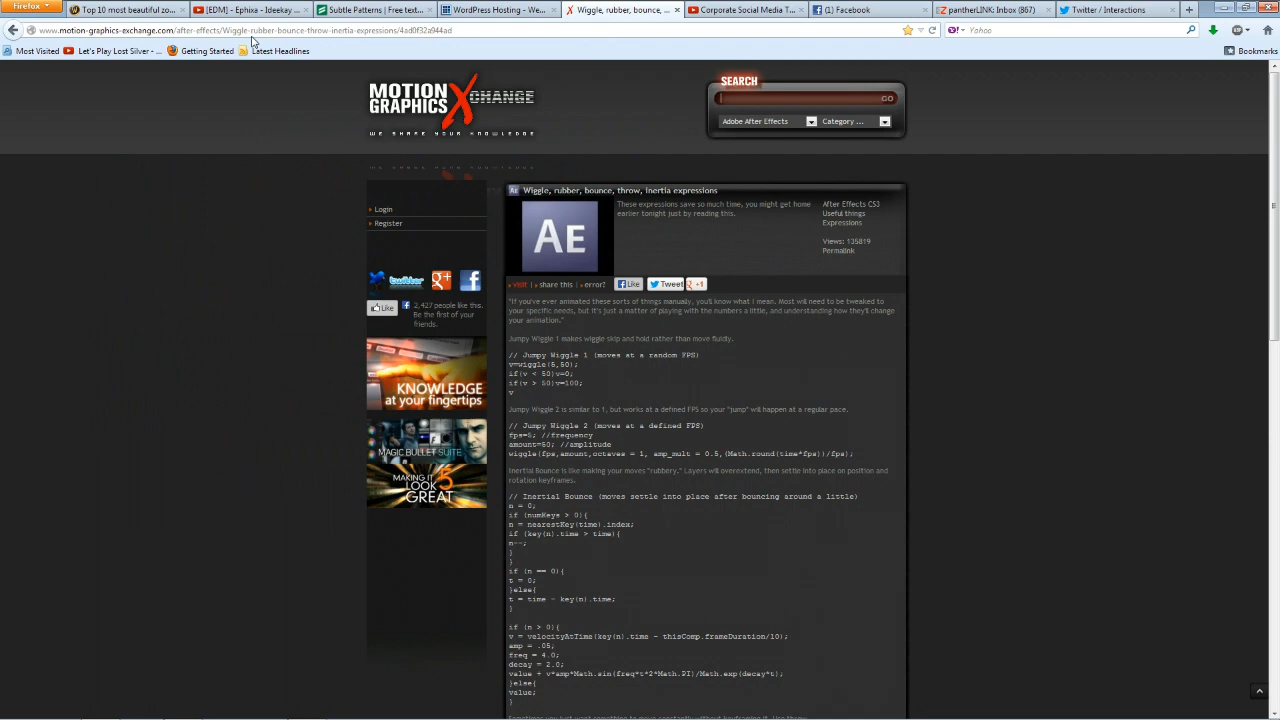 Firefox
Top 10 most beautiful zo...
[EDM] - Ephixa - Ideekay ...
Subtle Patterns | Free text...
WordPress Hosting - We...
Wiggle, rubber, bounce, ...
Corporate Social Media T...
(1) Facebook
pantherLINK: Inbox (867)
Twitter / Interactions
www.motion-graphics-exchange.com/after-effects/Wiggle-rubber-bounce-throw-inertia-expressions/4ad0f32a944ad
Yahoo
Most Visited
Let's Play Lost Silver - ...
Getting Started
Latest Headlines
Bookmarks
MOTION
GRAPHICS
XCHANGE
WE SHARE YOUR KNOWLEDGE
SEARCH
GO
Adobe After Effects
Category ...
Wiggle, rubber, bounce, throw, inertia expressions
Login
Register
AE
These expressions save so much time, you might get home
earlier tonight just by reading this.
After Effects CS3
Useful things
Expressions
Views: 135819
Permalink
visit | share this | error?
Like
Tweet
+1
twitter
g+1
Like
2,427 people like this.
Be the first of your
friends.
KNOWLEDGE
at your fingertips
MAGIC BULLET SUITE
MAKING IT
LOOK 5
GREAT
"If you've ever animated these sorts of things manually, you'll know what I mean. Most will need to be tweaked to
your specific needs, but it's just a matter of playing with the numbers a little, and understanding how they'll change
your animation."
Jumpy Wiggle 1 makes wiggle skip and hold rather than move fluidly.
// Jumpy Wiggle 1 (moves at a random FPS)
v=wiggle(5,50);
if(v < 50)v=0;
if(v > 50)v=100;
v
Jumpy Wiggle 2 is similar to 1, but works at a defined FPS so your "jump" will happen at a regular pace.
// Jumpy Wiggle 2 (moves at a defined FPS)
fps=5; //frequency
amount=50; //amplitude
wiggle(fps,amount,octaves = 1, amp_mult = 0.5,(Math.round(time*fps))/fps);
Inertial Bounce is like making your moves "rubbery." Layers will overextend, then settle into place on position and
rotation keyframes.
// Inertial Bounce (moves settle into place after bouncing around a little)
n = 0;
if (numKeys > 0){
n = nearestKey(time).index;
if (key(n).time > time){
n--;
}
}
if (n == 0){
t = 0;
}else{
t = time - key(n).time;
}
if (n > 0){
v = velocityAtTime(key(n).time - thisComp.frameDuration/10);
amp = .05;
freq = 4.0;
decay = 2.0;
value + v*amp*Math.sin(freq*t*2*Math.PI)/Math.exp(decay*t);
}else{
value;
}